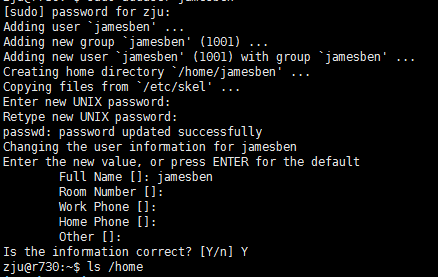 [sudo] password for zju:
Adding user `jamesben' ...
Adding new group `jamesben' (1001) ...
Adding new user `jamesben' (1001) with group `jamesben' ...
Creating home directory `/home/jamesben' ...
Copying files from `/etc/skel' ...
Enter new UNIX password:
Retype new UNIX password:
passwd: password updated successfully
Changing the user information for jamesben
Enter the new value, or press ENTER for the default
Full Name []: jamesben
Room Number []:
Work Phone []:
Home Phone []:
Other []:
Is the information correct? [Y/n] Y
zju@r730:~$ ls /home